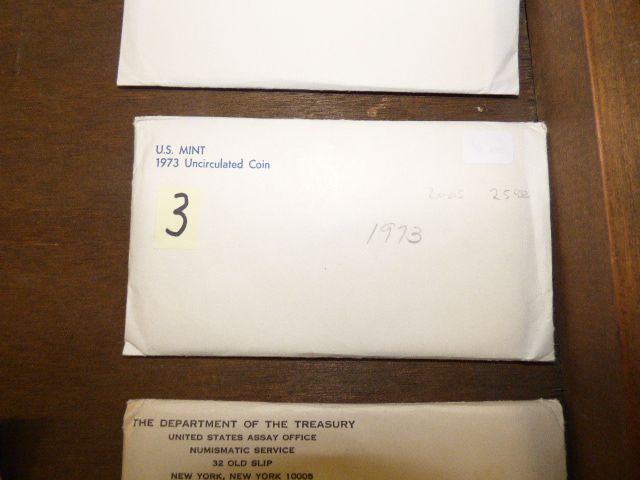 U.S. MINT
1973 Uncirculated Coin
3
1973
THE DEPARTMENT OF THE TREASURY
UNITED STATES ASSAY OFFICE
NUMISMATIC SERVICE
32 OLD SLIP
NEW YORK, NEW YORK 10005